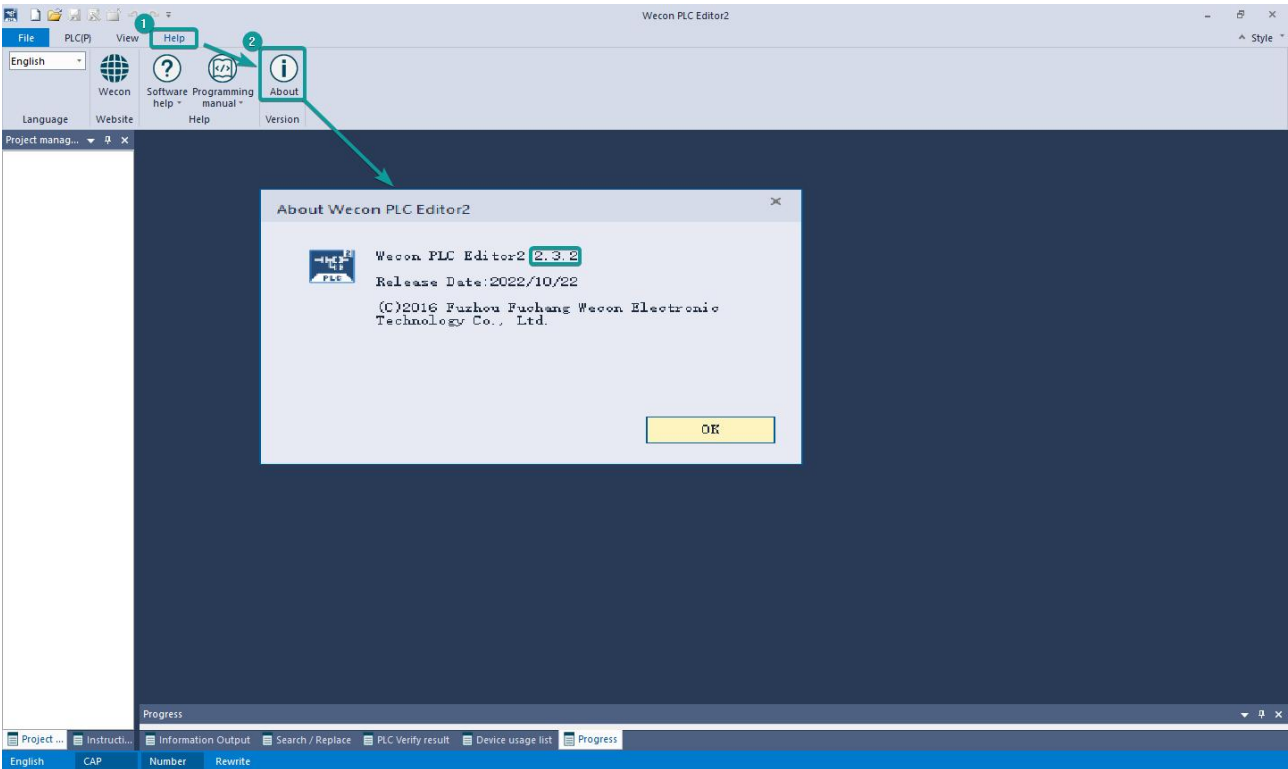 Wecon PLC Editor2
1
File PLC(P) View Help Style
2
English
Wecon
Software help
Programming manual
About
Language Website Help Version
Project manag...
About Wecon PLC Editor2
PLC
Wecon PLC Editor2 2.3.2
Release Date:2022/10/22
(C)2016 Fuzhou Fuchang Wecon Electronic
Technology Co., Ltd.
OK
Progress
Project ... Instructi... Information Output Search / Replace PLC Verify result Device usage list Progress
English CAP Number Rewrite